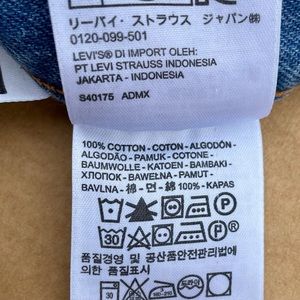 リーバイ・ストラウス ジャパン㈱
0120-099-501
LEVI'S® DI IMPORT OLEH:
PT LEVI STRAUSS INDONESIA
JAKARTA - INDONESIA
S40175 ADMX
100% COTTON - COTON - ALGODÓN -
ALGODÃO - PAMUK - COTONE -
BAUMWOLLE - KATOEN - BAMBAKI -
ХЛОПОК - BAWEŁNA - PAMUT -
BAVLNA - 棉 - 면 - 綿 100% - KAPAS
30
30
드라이
품질경영 및 공산품안전관리법에
의한 품질표시